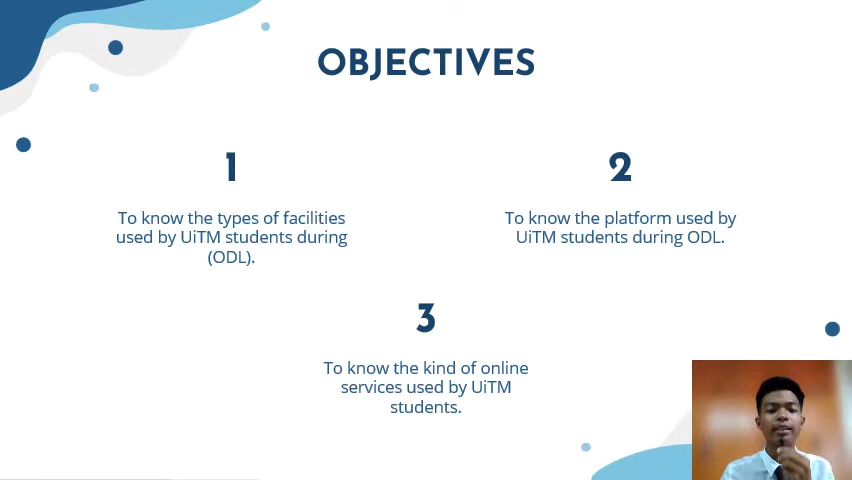 OBJECTIVES
1
To know the types of facilities
used by UiTM students during
(ODL).
2
To know the platform used by
UiTM students during ODL.
3
To know the kind of online
services used by UiTM
students.